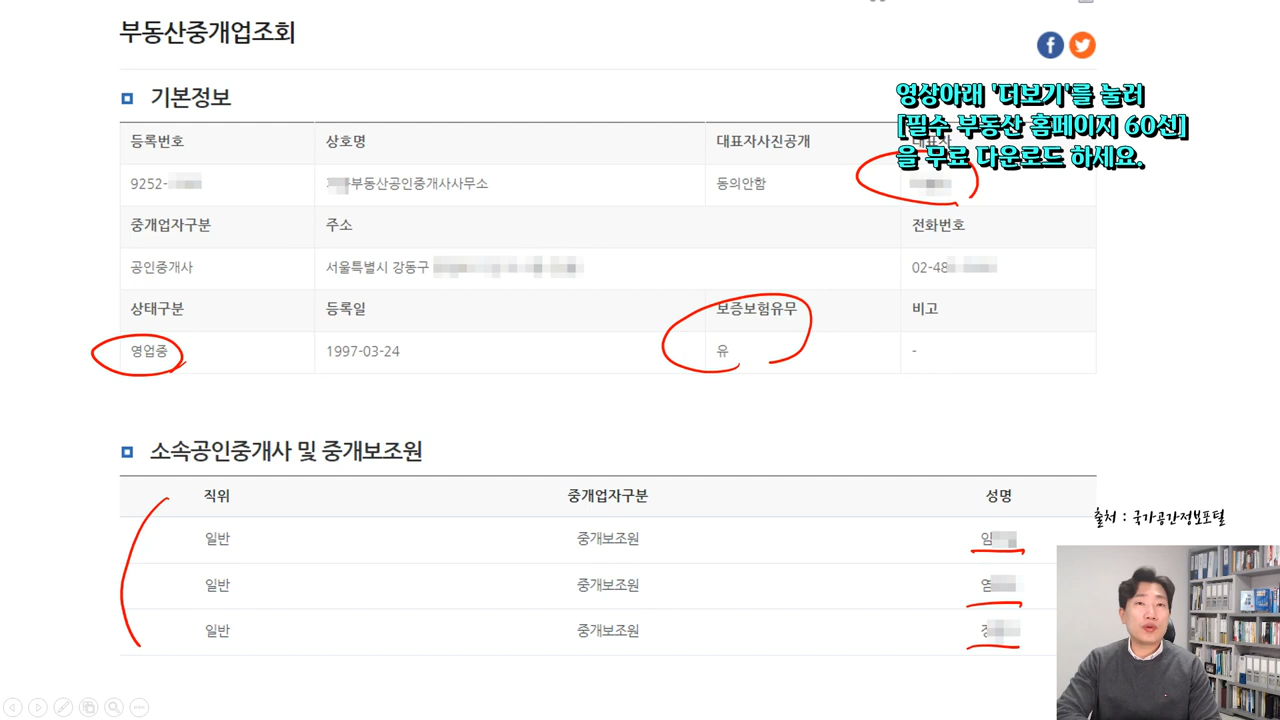 부동산중개업조회
영상아래 '더보기'를 눌러
[필수 부동산 홈페이지 60선]
을 무료 다운로드 하세요.
기본정보
등록번호 상호명 대표자사진공개 대표자
9252- 부동산공인중개사사무소 동의안함
중개업자구분 주소 전화번호
공인중개사 서울특별시 강동구 02-48
상태구분 등록일 보증보험유무 비고
영업중 1997-03-24 유 -
소속공인중개사 및 중개보조원
직위 중개업자구분 성명
일반 중개보조원 임
일반 중개보조원 염
일반 중개보조원
출처 : 국가공간정보포털